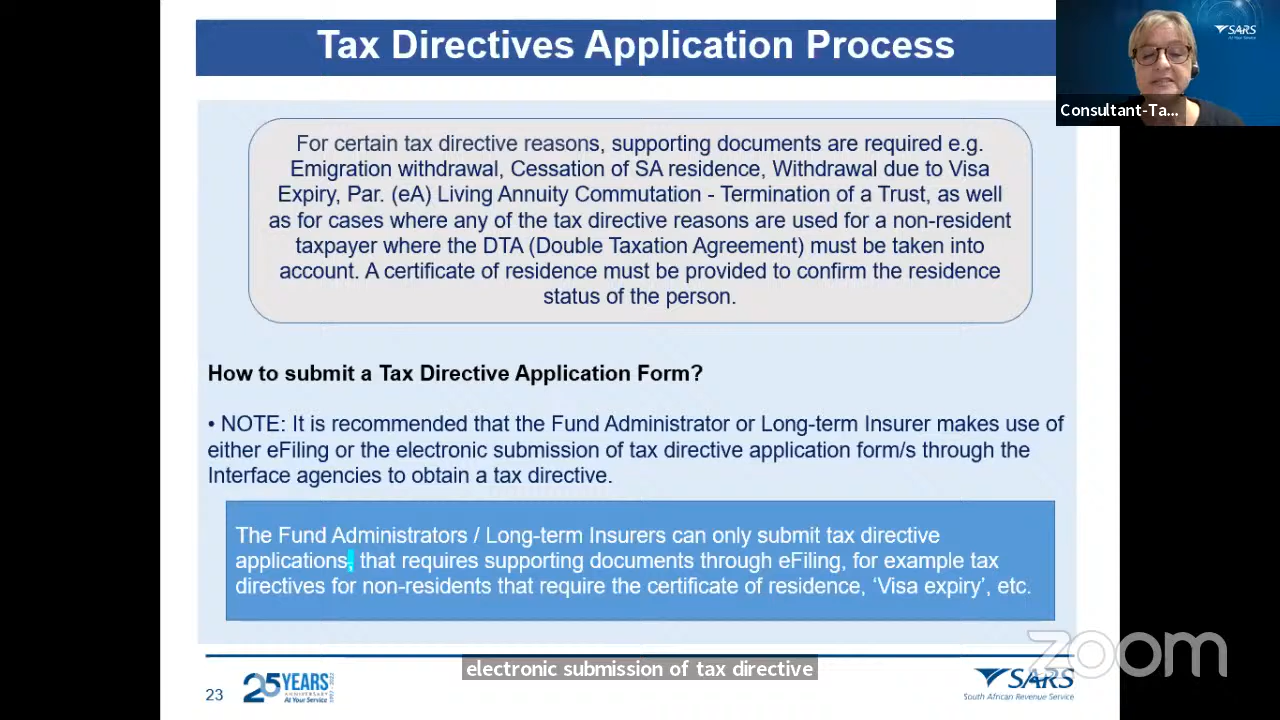 Tax Directives Application Process
SARS
At Your Service
Consultant-Ta...
For certain tax directive reasons, supporting documents are required e.g.
Emigration withdrawal, Cessation of SA residence, Withdrawal due to Visa
Expiry, Par. (eA) Living Annuity Commutation - Termination of a Trust, as well
as for cases where any of the tax directive reasons are used for a non-resident
taxpayer where the DTA (Double Taxation Agreement) must be taken into
account. A certificate of residence must be provided to confirm the residence
status of the person.
How to submit a Tax Directive Application Form?
• NOTE: It is recommended that the Fund Administrator or Long-term Insurer makes use of
either eFiling or the electronic submission of tax directive application form/s through the
Interface agencies to obtain a tax directive.
The Fund Administrators / Long-term Insurers can only submit tax directive
applications, that requires supporting documents through eFiling, for example tax
directives for non-residents that require the certificate of residence, ‘Visa expiry’, etc.
zoom
electronic submission of tax directive
23
25 YEARS
ANNIVERSARY
At Your Service
SARS
South African Revenue Service